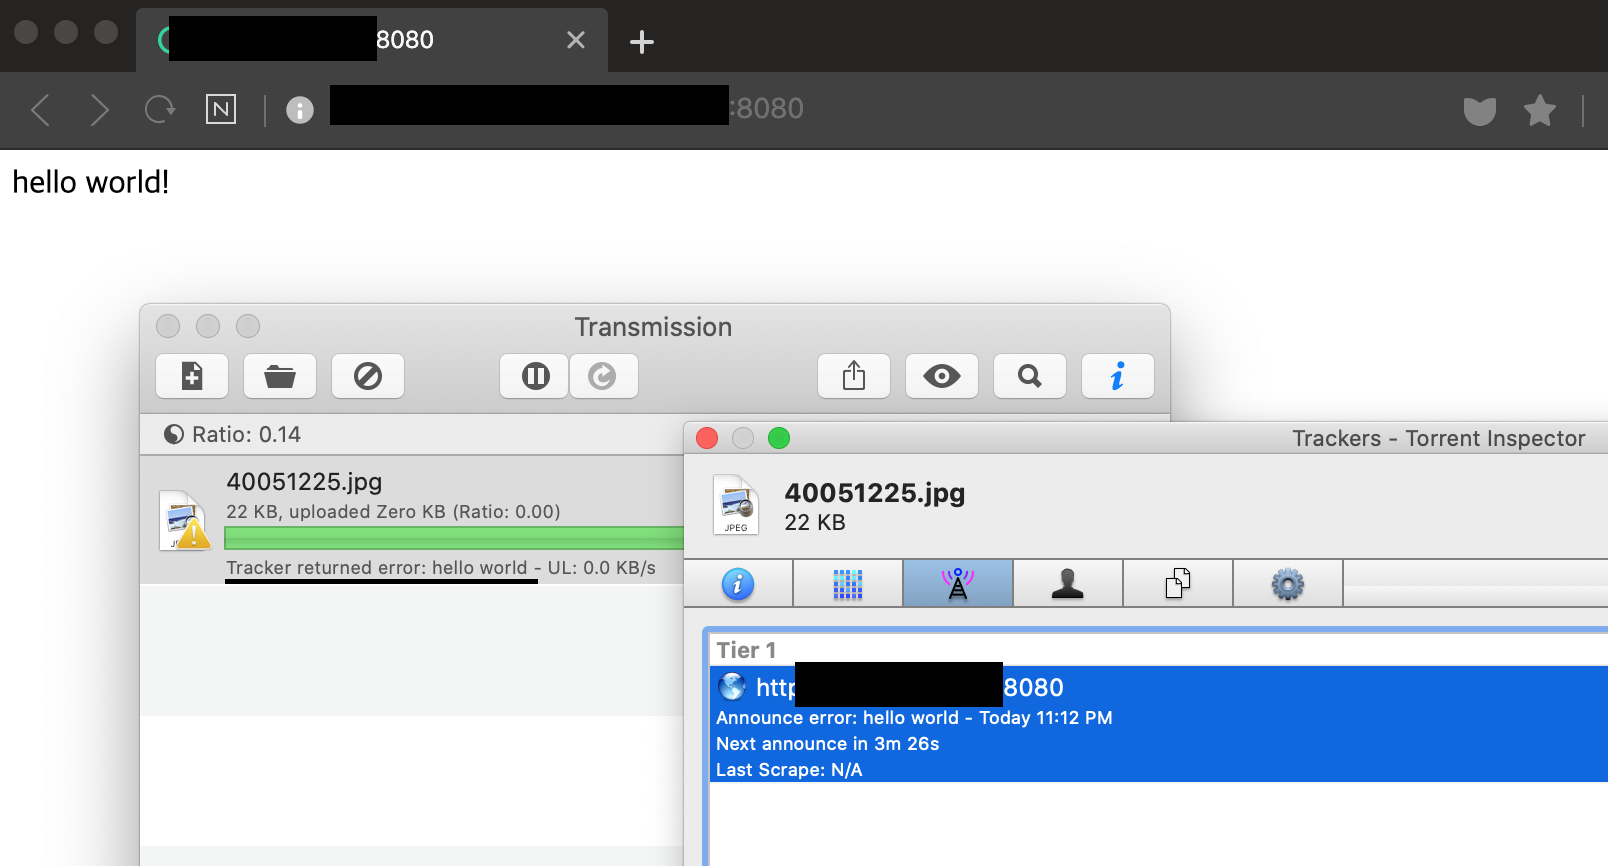 8080
N
:8080
hello world!
Transmission
Ratio: 0.14
Trackers - Torrent Inspector
40051225.jpg
22 KB, uploaded Zero KB (Ratio: 0.00)
Tracker returned error: hello world - UL: 0.0 KB/s
40051225.jpg
22 KB
JPEG
Tier 1
http 8080
Announce error: hello world - Today 11:12 PM
Next announce in 3m 26s
Last Scrape: N/A